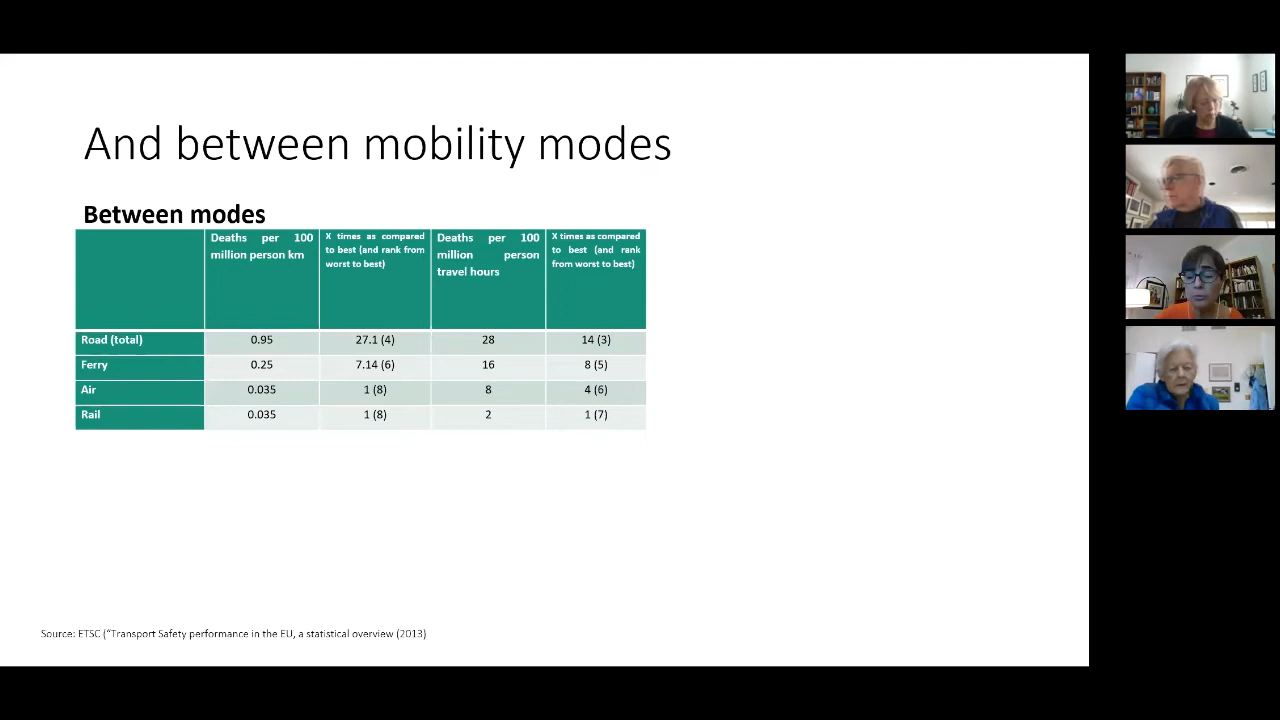 And between mobility modes
Between modes
Deaths per 100 million person km
X times as compared to best (and rank from worst to best)
Deaths per 100 million person travel hours
X times as compared to best (and rank from worst to best)
Road (total) 0.95 27.1 (4) 28 14 (3)
Ferry 0.25 7.14 (6) 16 8 (5)
Air 0.035 1 (8) 8 4 (6)
Rail 0.035 1 (8) 2 1 (7)
Source: ETSC (“Transport Safety performance in the EU, a statistical overview (2013)